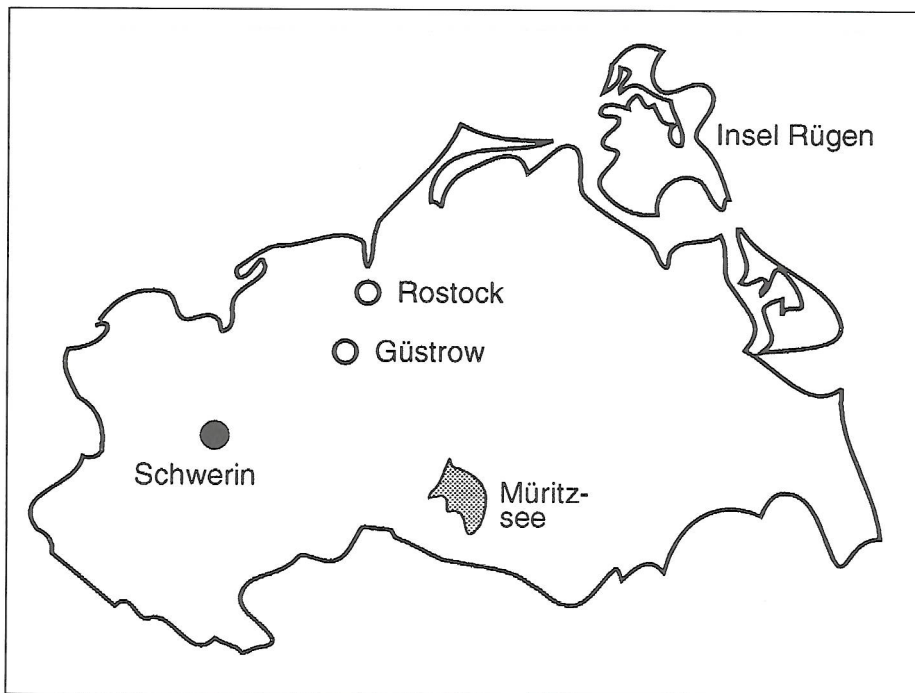 Insel Rügen
Rostock
Güstrow
Schwerin
Müritz-
see